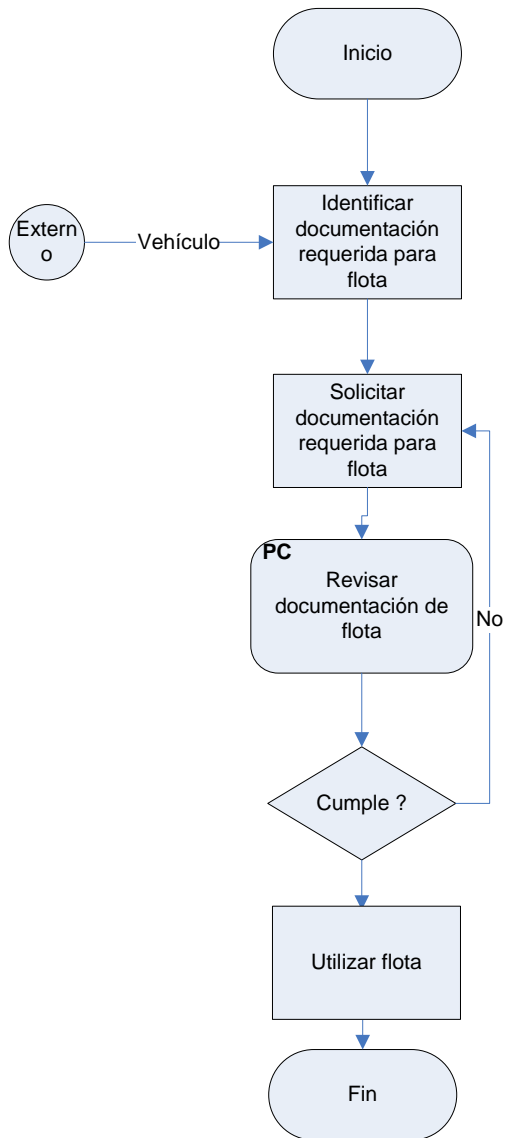 Inicio
Identificar
documentación
requerida para
flota
Extern
o
Vehículo
Solicitar
documentación
requerida para
flota
PC
Revisar
documentación de
flota
No
Cumple ?
Utilizar flota
Fin